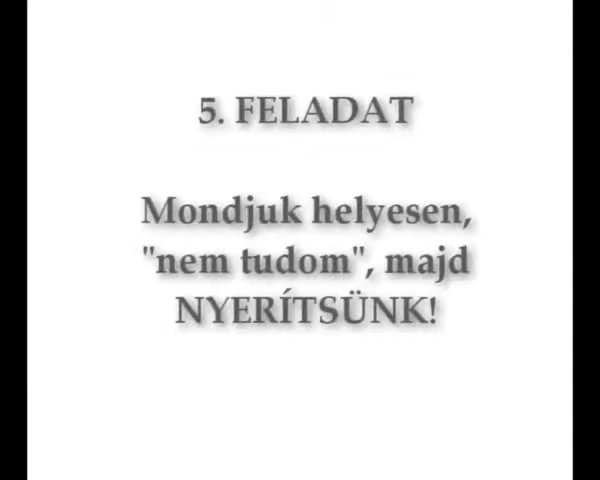 5. FELADAT
Mondjuk helyesen,
"nem tudom", majd
NYERÍTSÜNK!